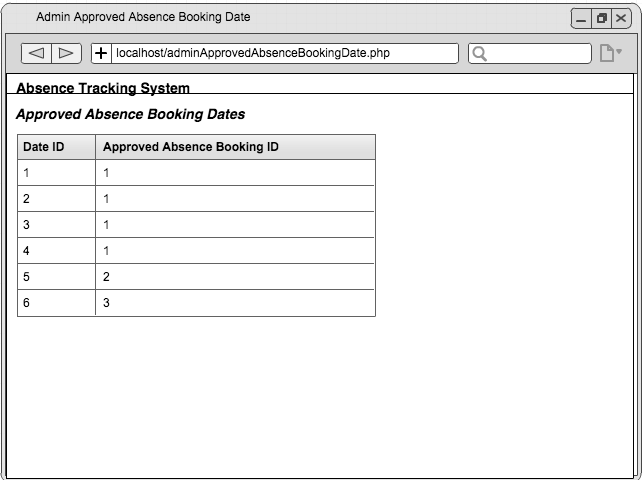 Admin Approved Absence Booking Date
localhost/adminApprovedAbsenceBookingDate.php
Absence Tracking System
Approved Absence Booking Dates
Date ID Approved Absence Booking ID
1 1
2 1
3 1
4 1
5 2
6 3